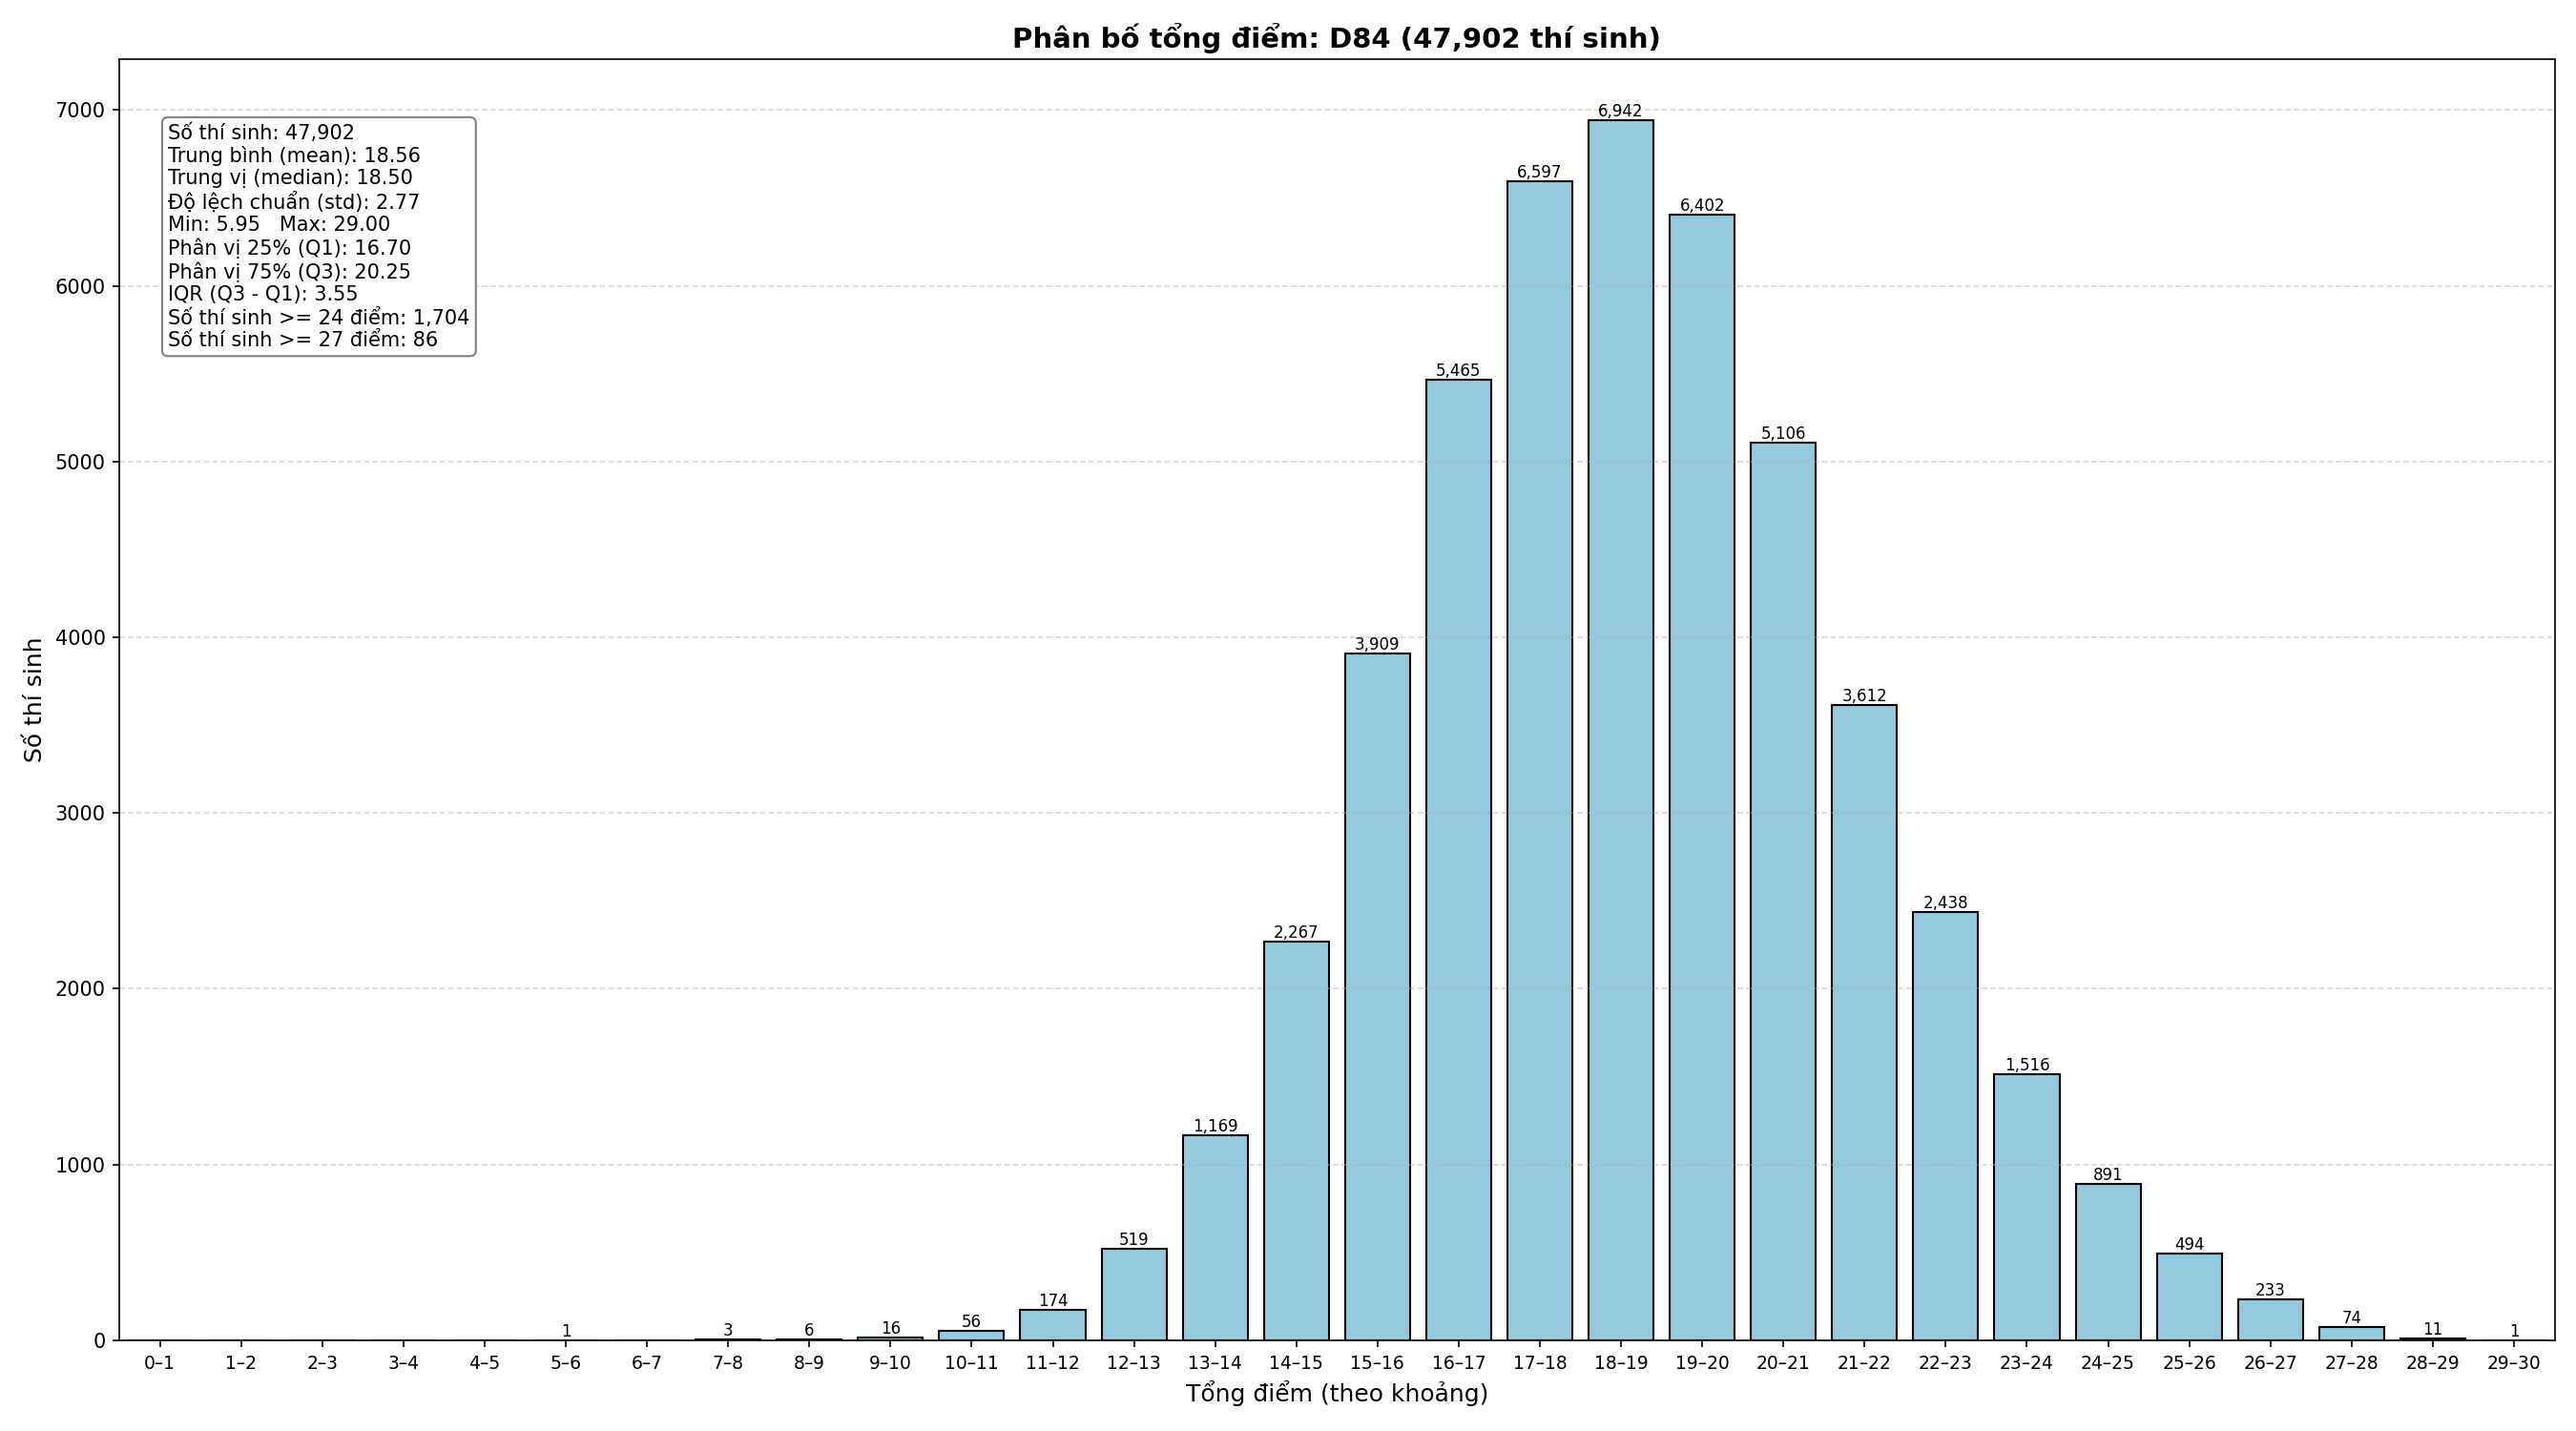 Phân bố tổng điểm: D84 (47,902 thí sinh)
Số thí sinh: 47,902
Trung bình (mean): 18.56
Trung vị (median): 18.50
Độ lệch chuẩn (std): 2.77
Min: 5.95   Max: 29.00
Phân vị 25% (Q1): 16.70
Phân vị 75% (Q3): 20.25
IQR (Q3 - Q1): 3.55
Số thí sinh >= 24 điểm: 1,704
Số thí sinh >= 27 điểm: 86
Số thí sinh
7000
6000
5000
4000
3000
2000
1000
0
1
3
6
16
56
174
519
1,169
2,267
3,909
5,465
6,597
6,942
6,402
5,106
3,612
2,438
1,516
891
494
233
74
11
1
0–1 1–2 2–3 3–4 4–5 5–6 6–7 7–8 8–9 9–10 10–11 11–12 12–13 13–14 14–15 15–16 16–17 17–18 18–19 19–20 20–21 21–22 22–23 23–24 24–25 25–26 26–27 27–28 28–29 29–30
Tổng điểm (theo khoảng)